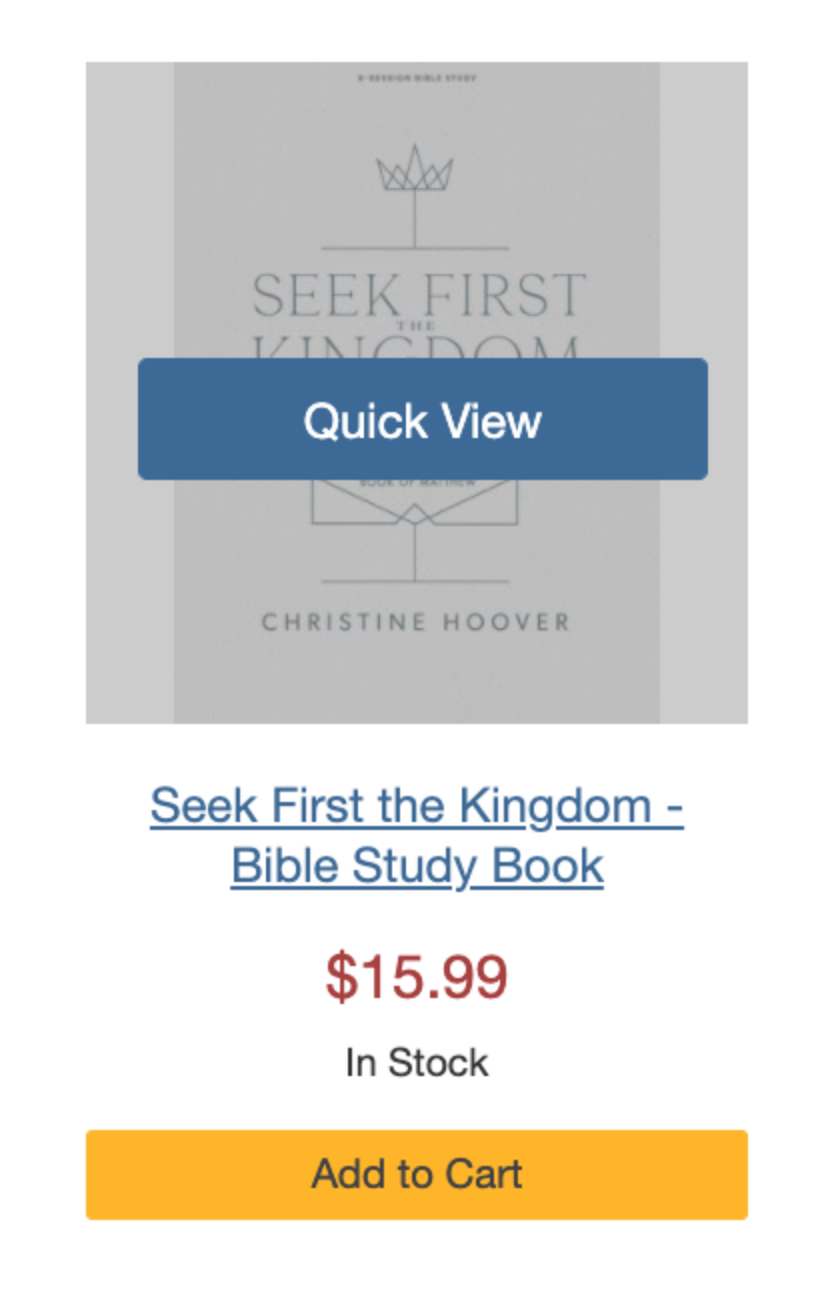 8-SESSION BIBLE STUDY
SEEK FIRST
THE
KINGDOM
Quick View
BOOK OF MATTHEW
CHRISTINE HOOVER
Seek First the Kingdom -
Bible Study Book
$15.99
In Stock
Add to Cart